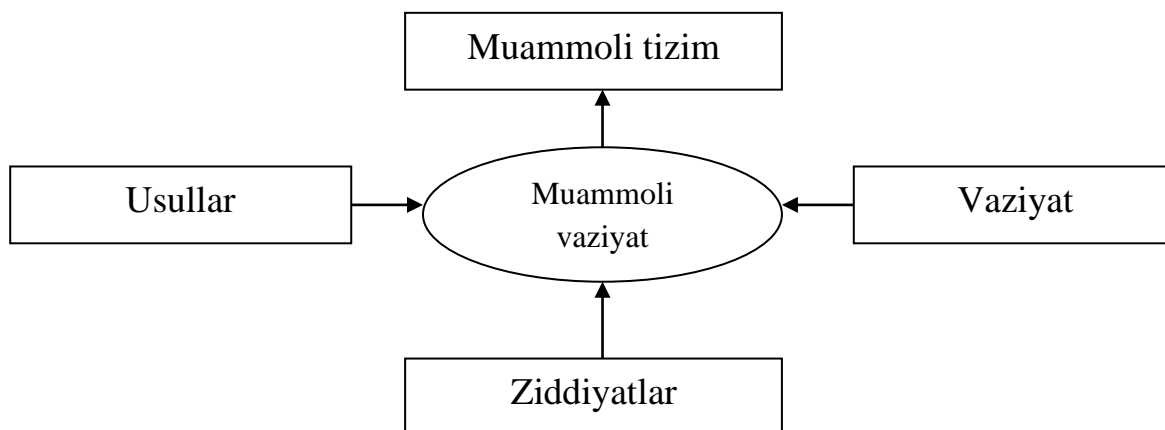 Muammoli tizim
Usullar
Muammoli
vaziyat
Vaziyat
Ziddiyatlar